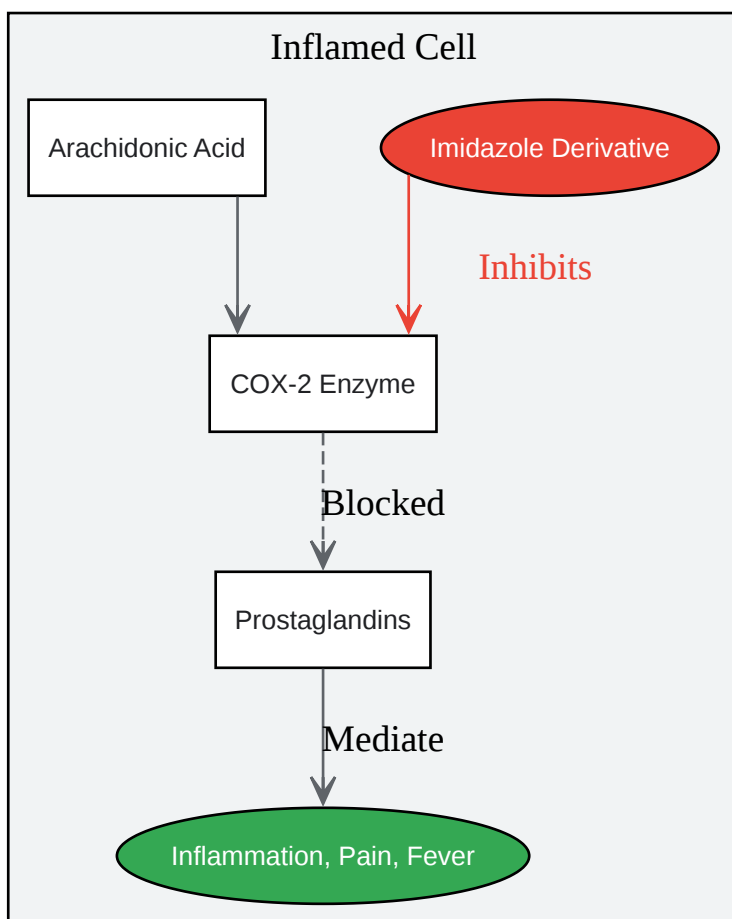 Inflamed Cell
Arachidonic Acid
Imidazole Derivative
Inhibits
COX-2 Enzyme
Blocked
Prostaglandins
Mediate
Inflammation, Pain, Fever